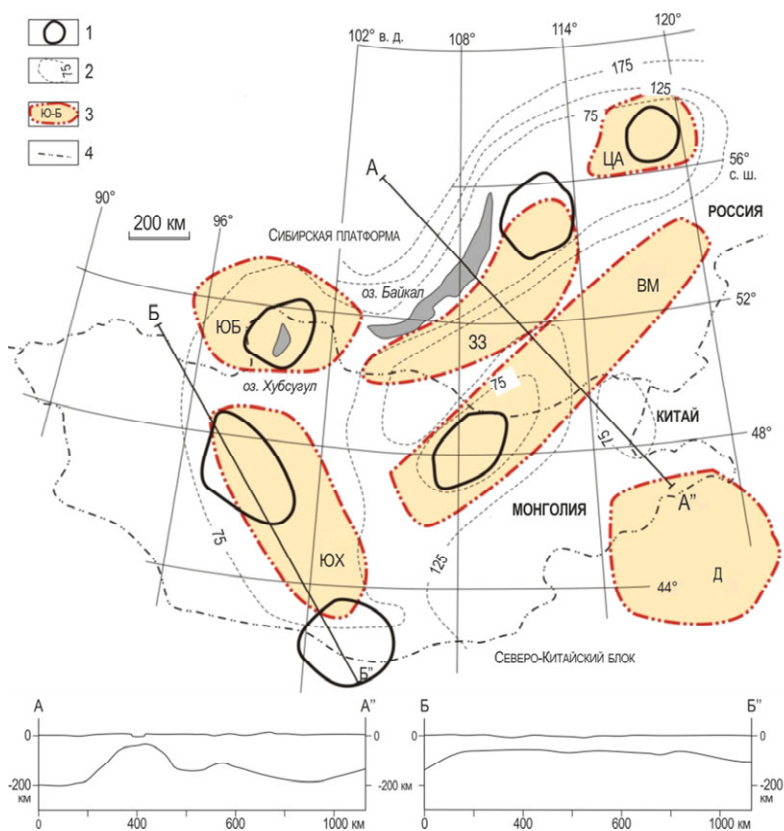 1
75
2
Ю-Б
3
4
102° в. д.
108°
114°
120°
175
125
75
ЦА
56°
с. ш.
А
РОССИЯ
90°
200 км
96°
СИБИРСКАЯ ПЛАТФОРМА
оз. Байкал
ВМ
Б
ЮБ
52°
ЗЗ
оз. Хубсугул
75
75
КИТАЙ
48°
А"
МОНГОЛИЯ
75
ЮХ
125
Д
44°
Б"
СЕВЕРО-КИТАЙСКИЙ БЛОК
А А" Б Б"
0 0 0 0
-200 -200 -200 -200
км км км км
0 400 600 800 1000 км 0 400 600 800 1000 км